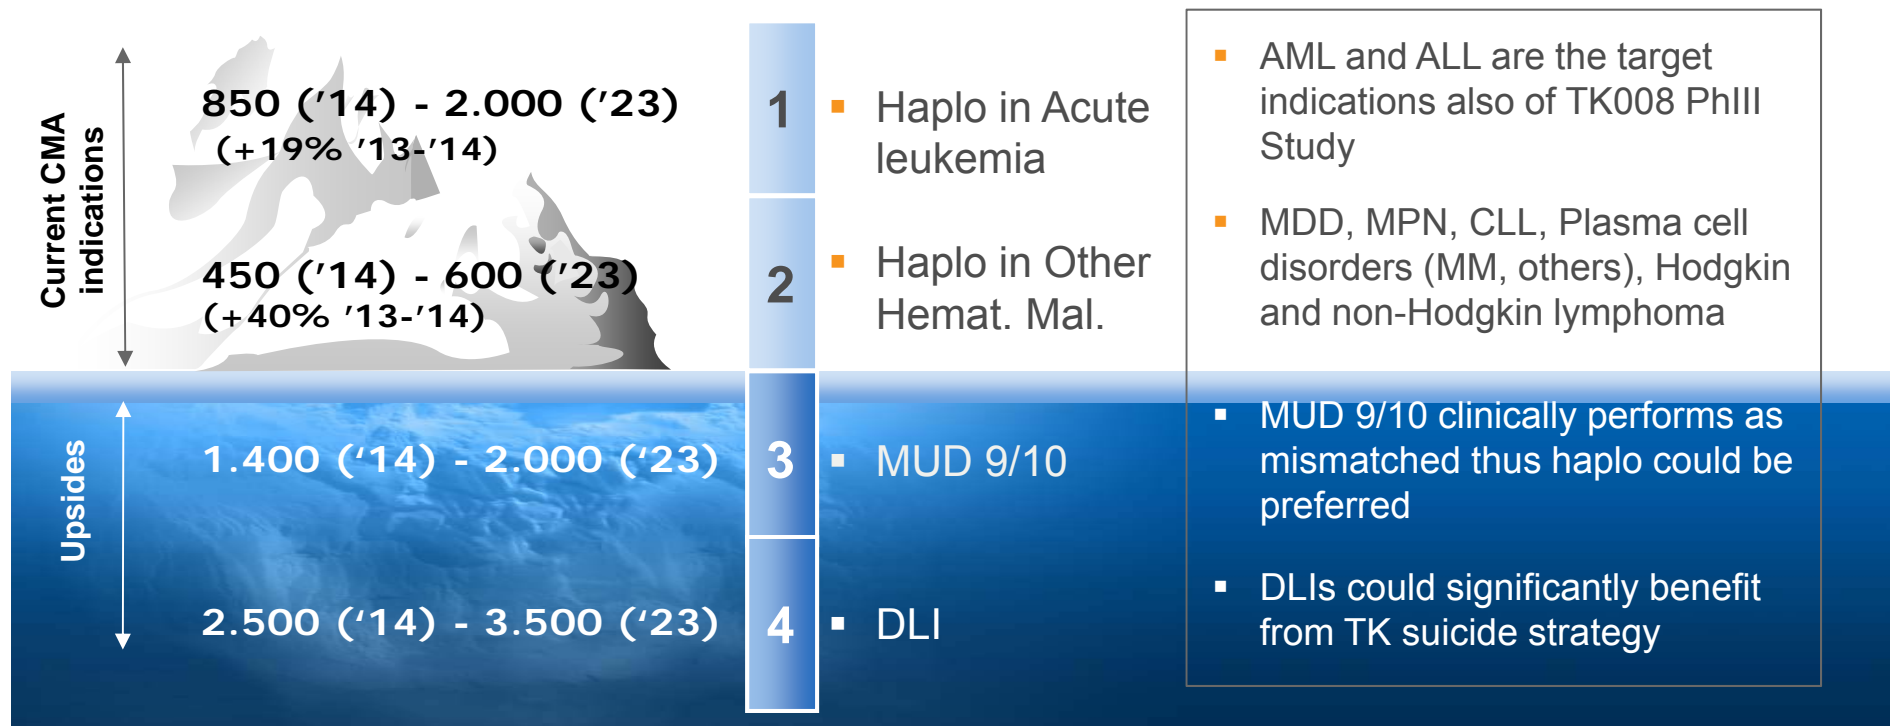 Current CMA
indications
850 ('14) - 2.000 ('23)
(+19% '13-'14)
1
▪ Haplo in Acute
leukemia
▪ AML and ALL are the target
indications also of TK008 PhIII
Study
450 ('14) - 600 ('23)
(+40% '13-'14)
2
▪ Haplo in Other
Hemat. Mal.
▪ MDD, MPN, CLL, Plasma cell
disorders (MM, others), Hodgkin
and non-Hodgkin lymphoma
Upsides
1.400 (‘14) - 2.000 (‘23)
3
▪ MUD 9/10
▪ MUD 9/10 clinically performs as
mismatched thus haplo could be
preferred
2.500 (‘14) - 3.500 (‘23)
4
▪ DLI
▪ DLIs could significantly benefit
from TK suicide strategy